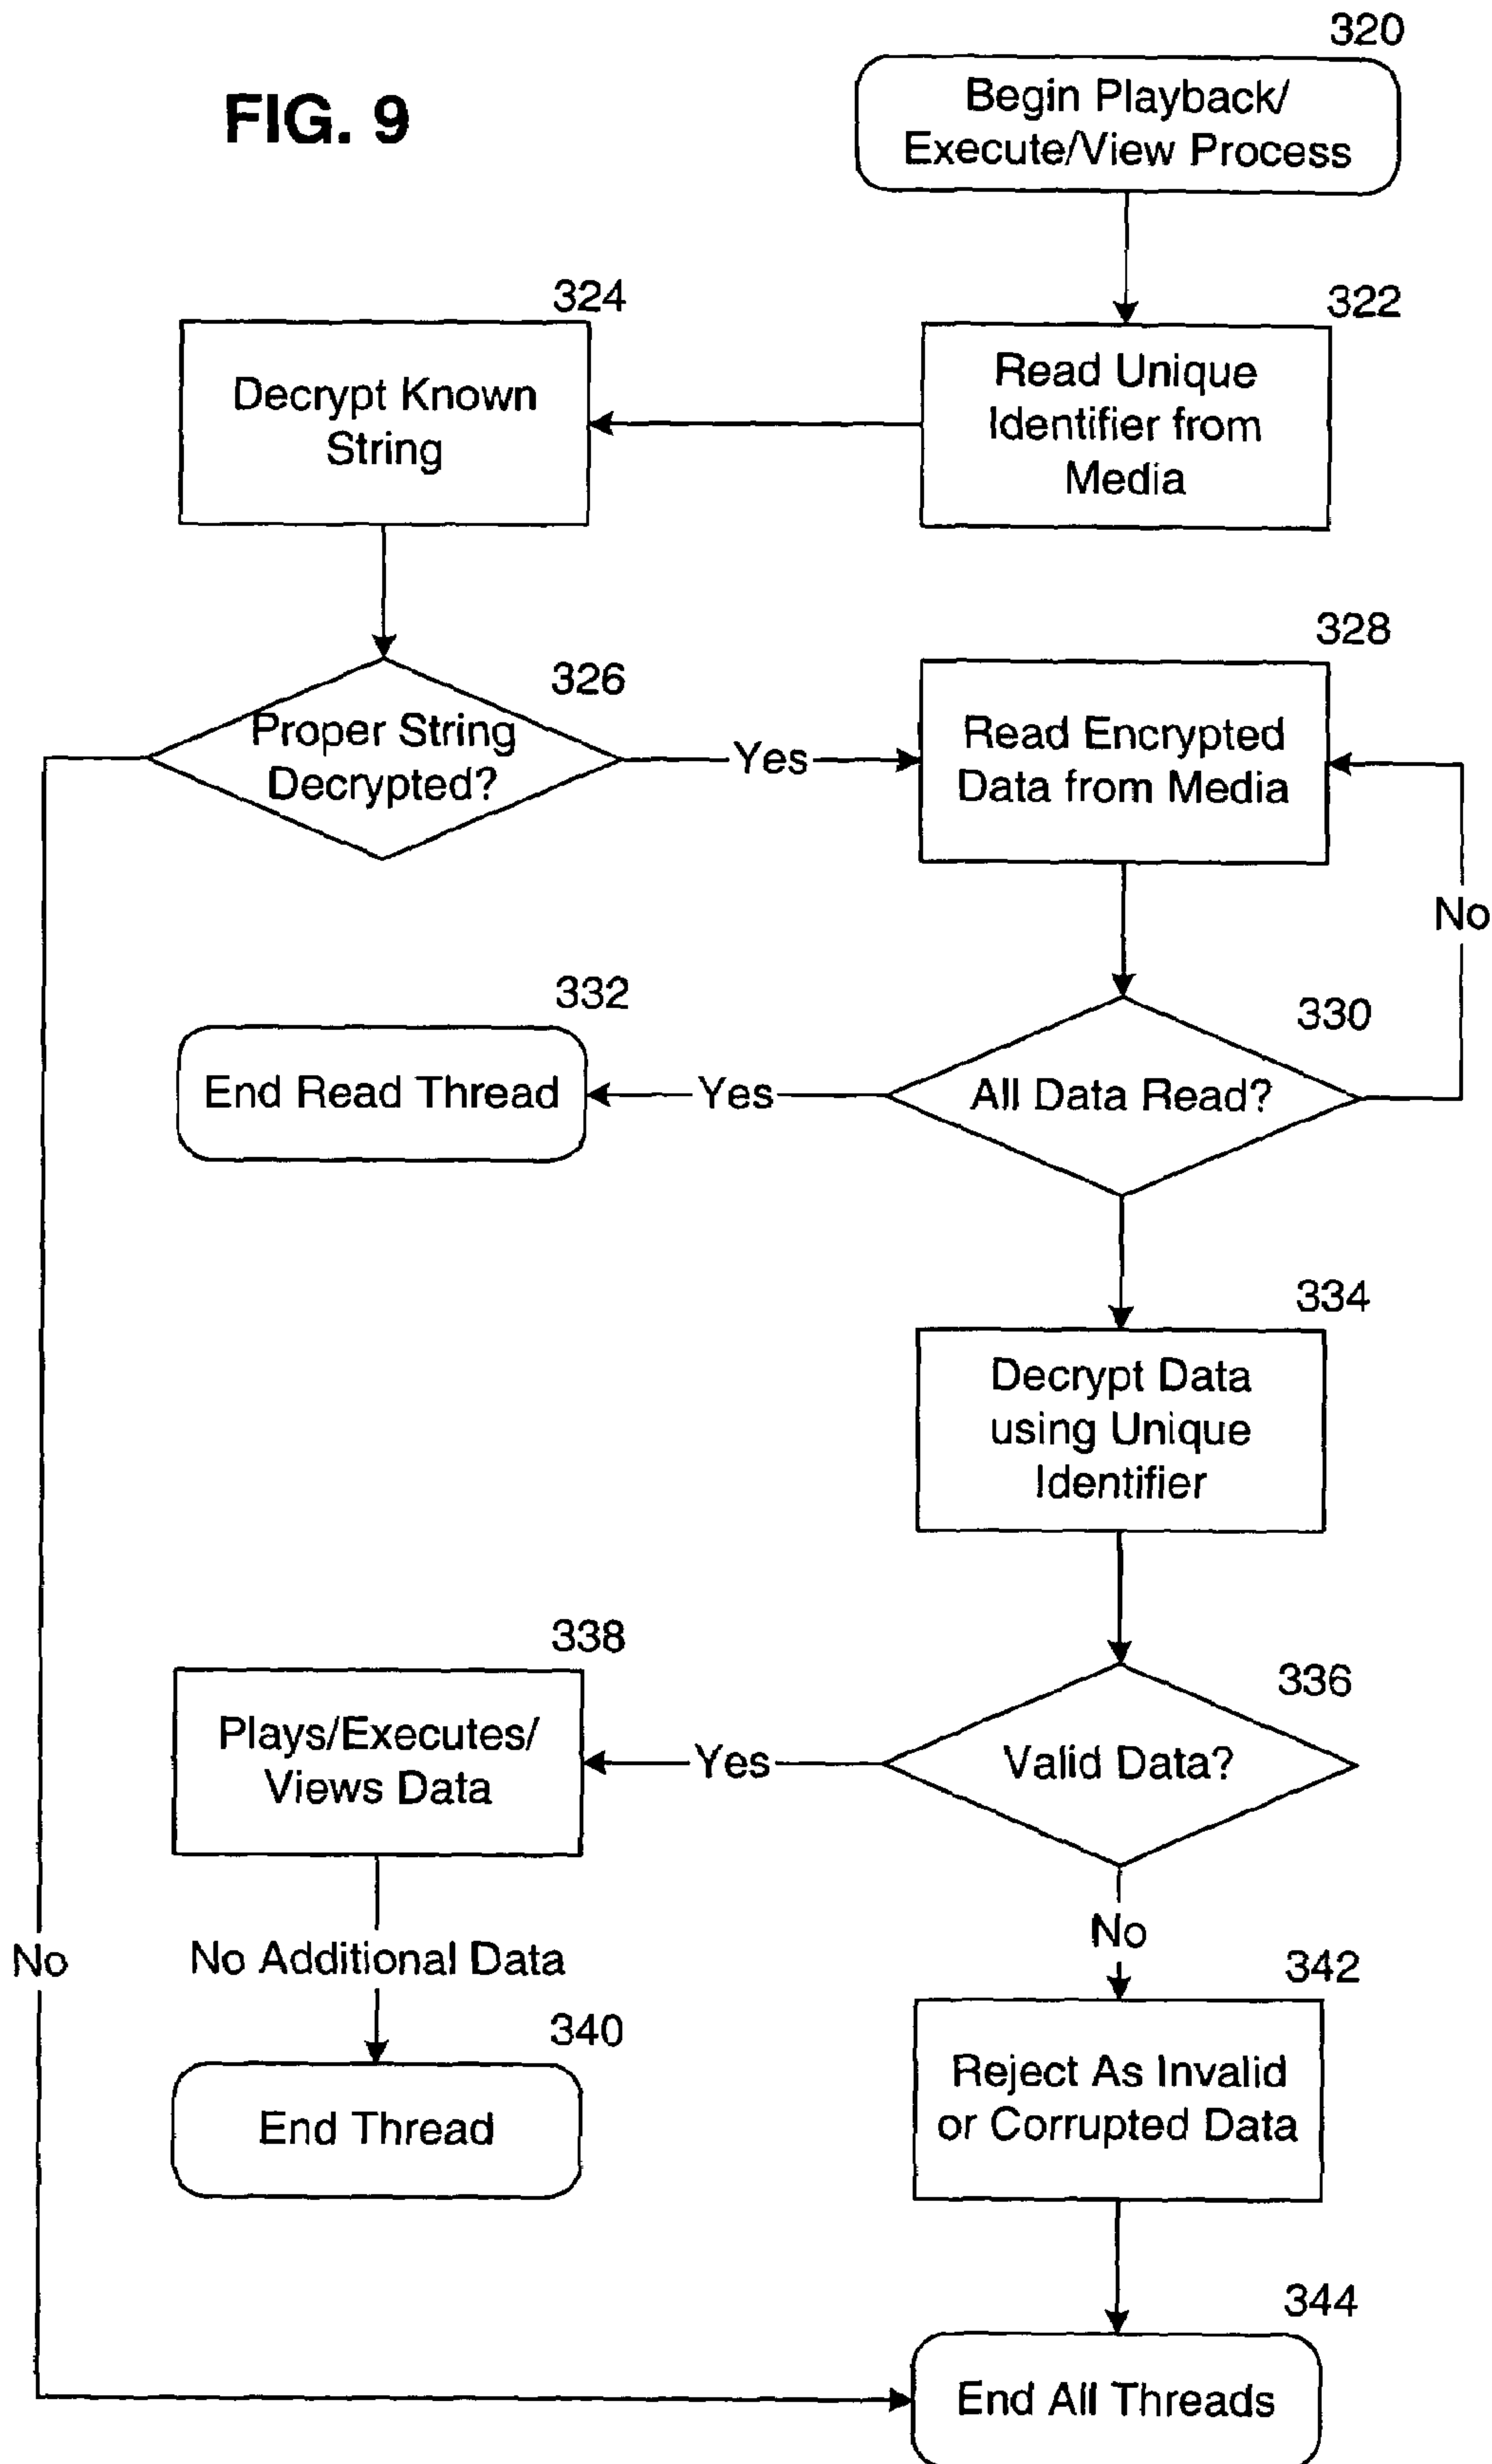 FIG. 9
320
Begin Playback/
Execute/View Process
324
Decrypt Known
String
322
Read Unique
Identifier from
Media
326
Proper String
Decrypted?
Yes
328
Read Encrypted
Data from Media
No
332
End Read Thread
Yes
330
All Data Read?
334
Decrypt Data
using Unique
Identifier
338
Plays/Executes/
Views Data
Yes
336
Valid Data?
No
No Additional Data
No
340
End Thread
342
Reject As Invalid
or Corrupted Data
344
End All Threads